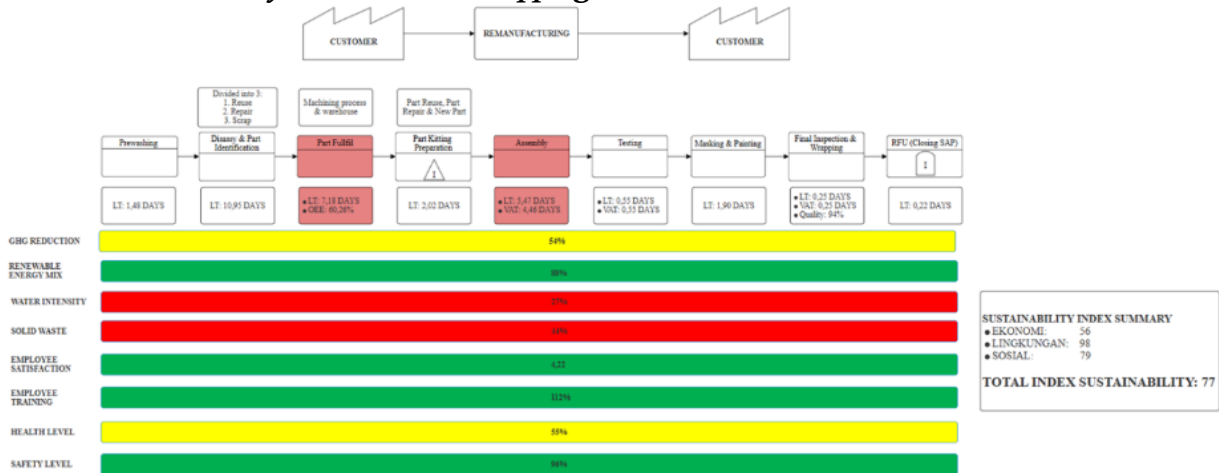 CUSTOMER
REMANUFACTURING
CUSTOMER
Divided into 3:
1. Reuse
2. Repair
3. Scrap
Machining process
& warehouse
Part Reuse, Part
Repair & New Part
Prewashing
Disassy & Part
Identification
Part Fullfil
Part Kitting
Preparation
I
Assembly
Testing
Masking & Painting
Final Inspection &
Wrapping
RFU (Closing SAP)
I
LT: 1,48 DAYS
LT: 10,95 DAYS
● LT: 7,18 DAYS
● OEE: 60,26%
LT: 2,02 DAYS
● LT: 5,47 DAYS
● VAT: 4,46 DAYS
● LT: 0,55 DAYS
● VAT: 0,55 DAYS
LT: 1,90 DAYS
● LT: 0,25 DAYS
● VAT: 0,25 DAYS
● Quality: 94%
LT: 0,22 DAYS
GHG REDUCTION
54%
RENEWABLE
ENERGY MIX
WATER INTENSITY
SOLID WASTE
EMPLOYEE
SATISFACTION
4,22
EMPLOYEE
TRAINING
112%
HEALTH LEVEL
55%
SAFETY LEVEL
96%
SUSTAINABILITY INDEX SUMMARY
● EKONOMI: 56
● LINGKUNGAN: 98
● SOSIAL: 79
TOTAL INDEX SUSTAINABILITY: 77